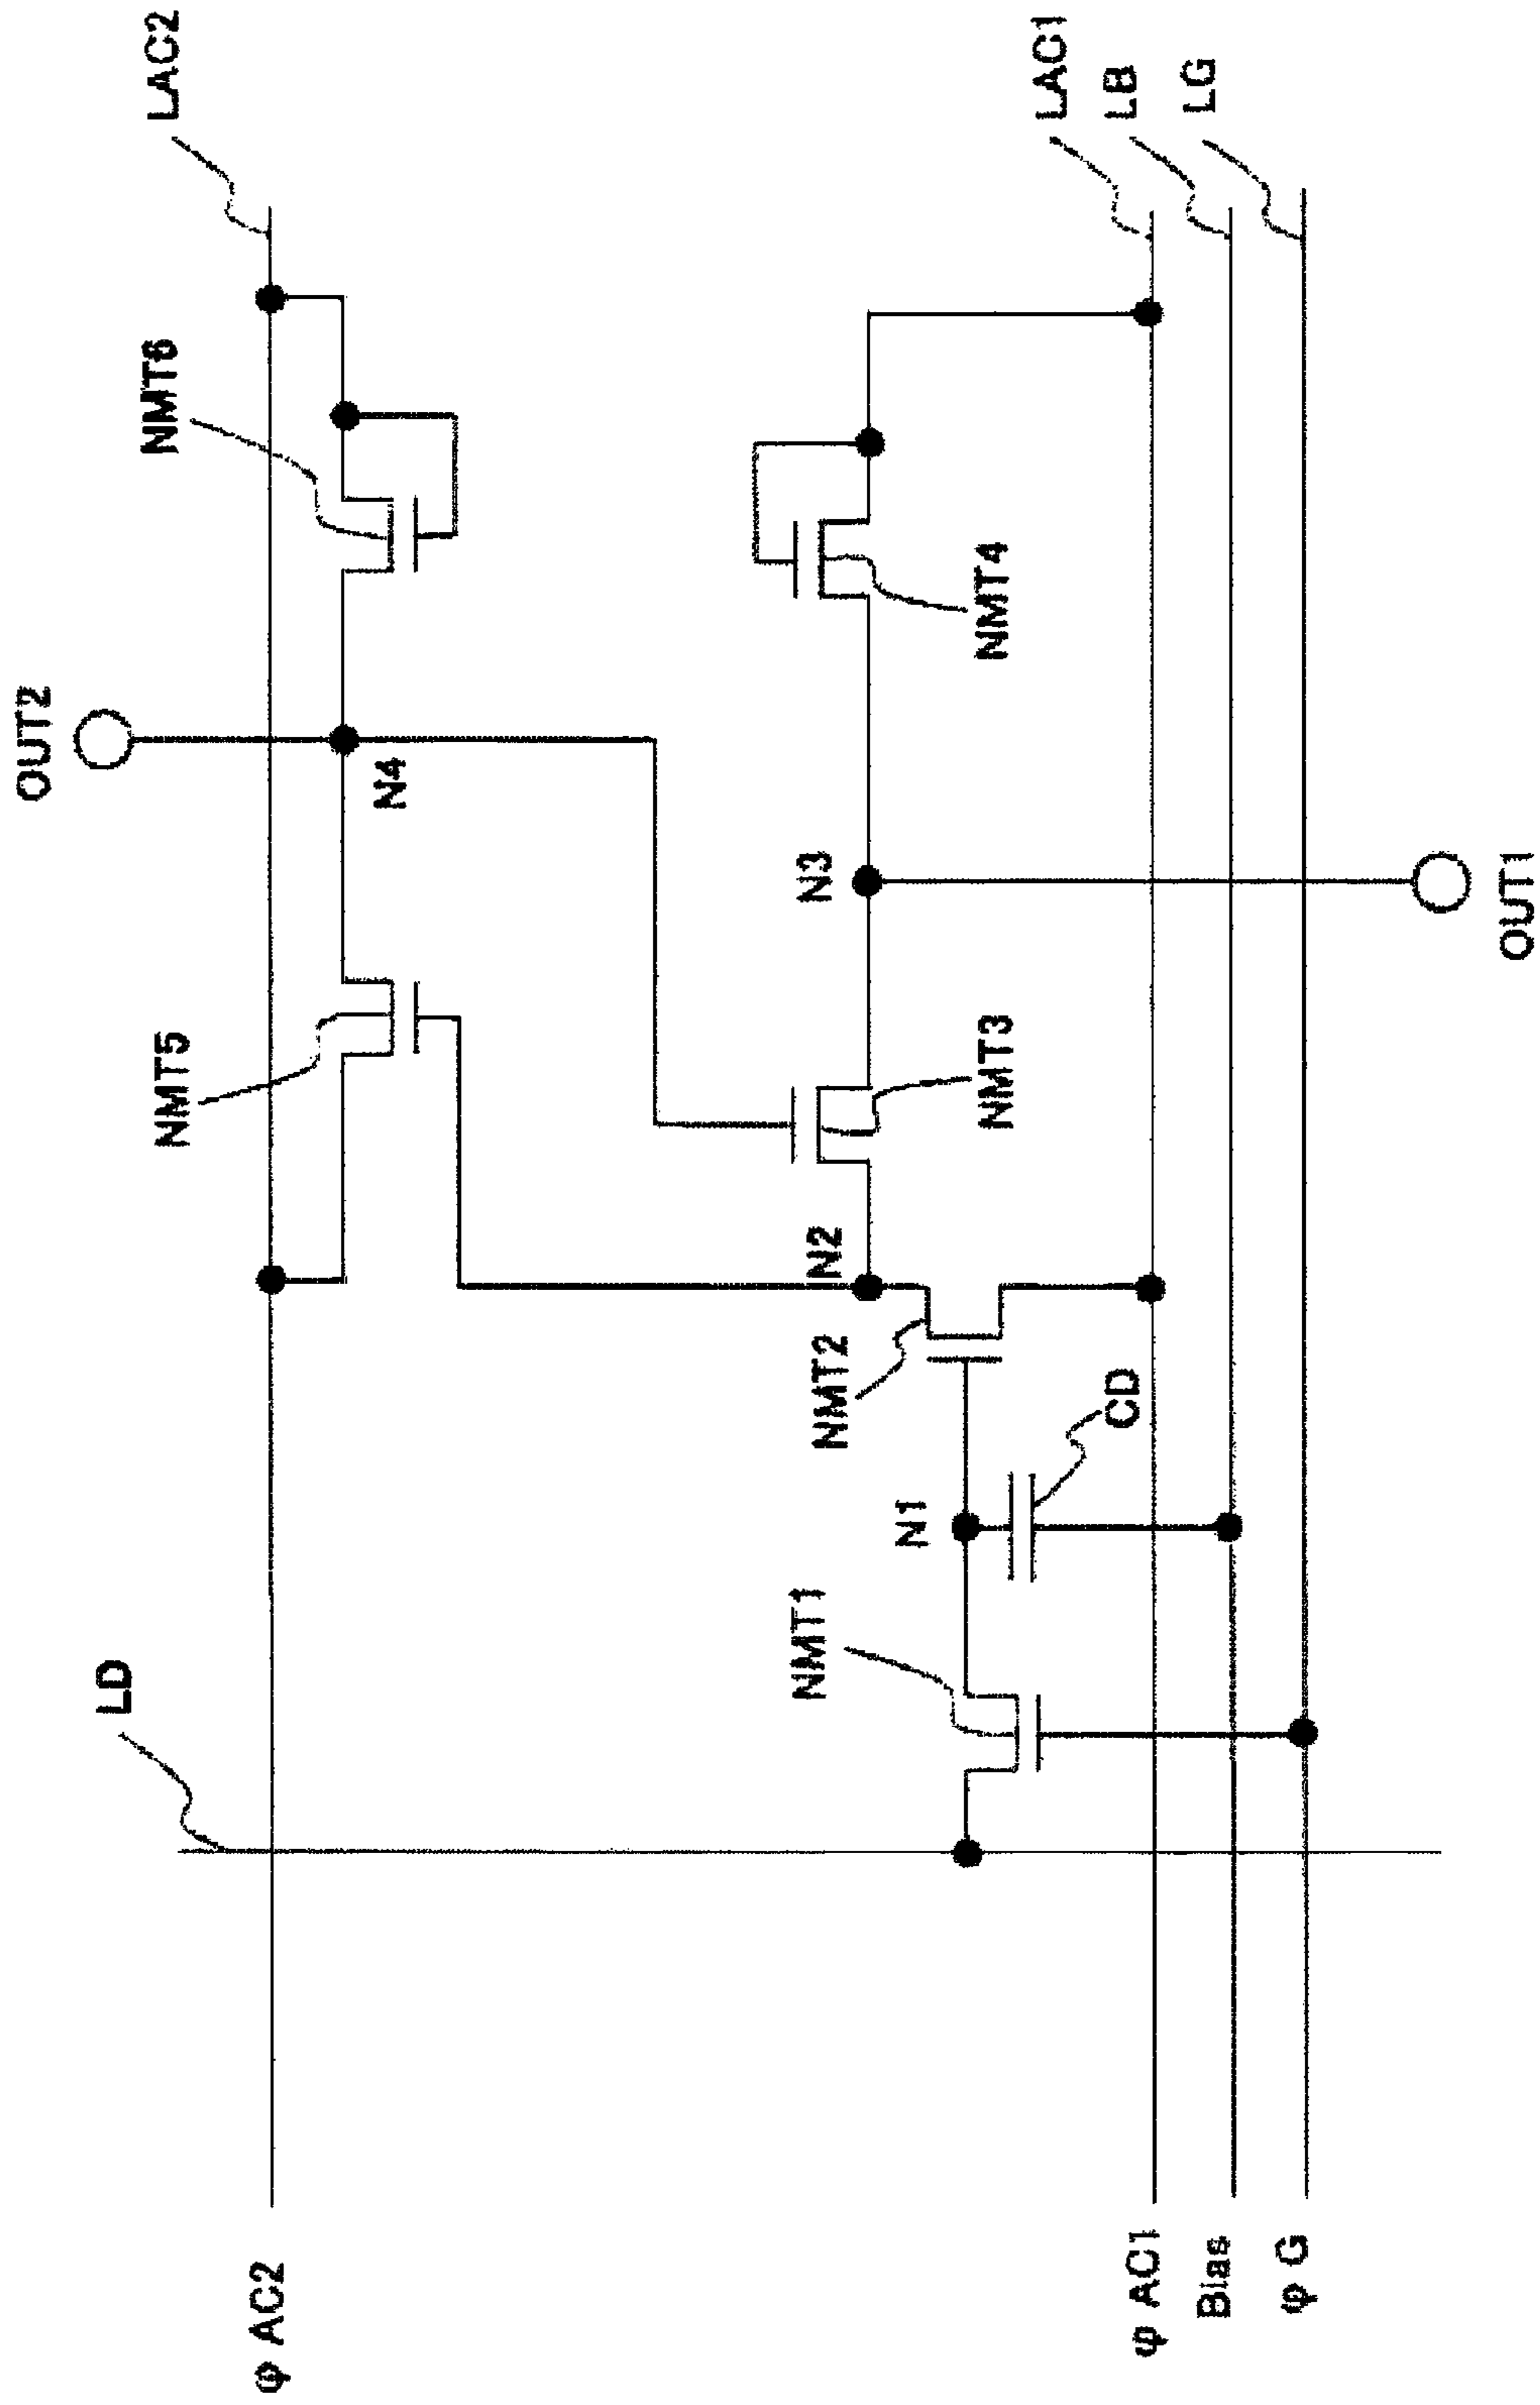 OUT2
LD
NMT5
NMT6
LAC2
φ AC2
N4
NMT1
NMT2
N2
N3
N1
NMT3
NMT4
CD
LAC1
LB
LG
φ AC1
Bias
φ G
OUT1